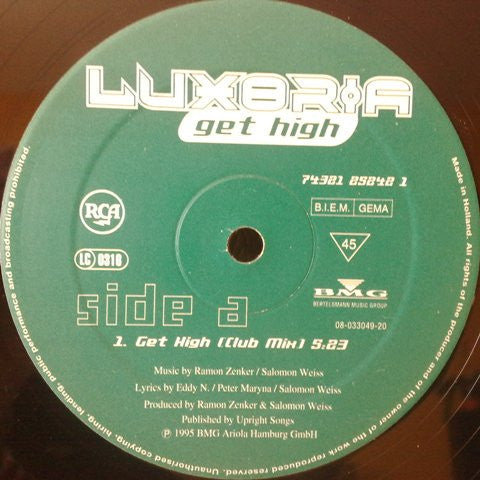 LUXORIA
get high
74321 25242 1
RCA
B.I.E.M. GEMA
LC 0316
45
side a
BMG
BERTELSMANN MUSIC GROUP
08-033049-20
1. Get High (Club Mix) 5:23
Music by Ramon Zenker / Salomon Weiss
Lyrics by Eddy N. / Peter Maryna / Salomon Weiss
Produced by Ramon Zenker & Salomon Weiss
Published by Upright Songs
℗ 1995 BMG Ariola Hamburg GmbH
Made in Holland. All rights of the producer and of the owner of the work reproduced reserved. Unauthorised copying, hiring, lending, public performance and broadcasting prohibited.